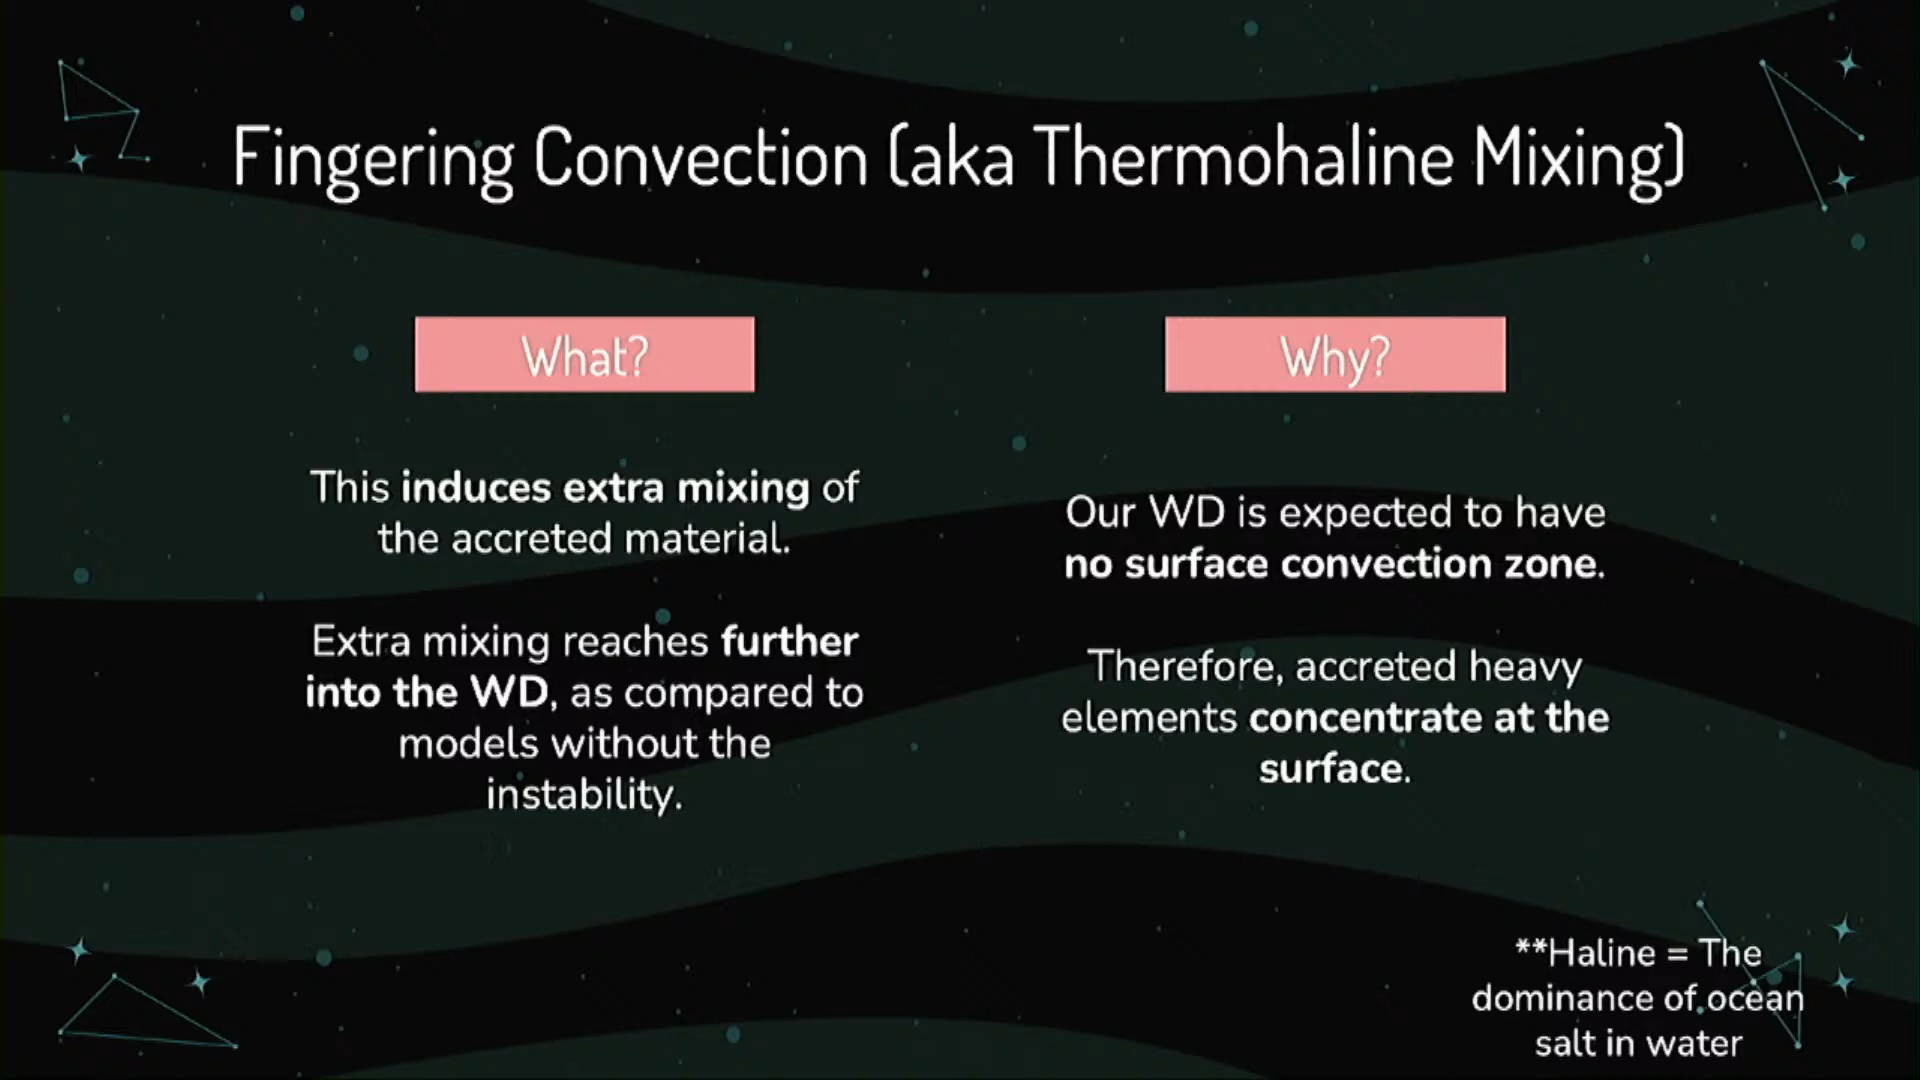 Fingering Convection (aka Thermohaline Mixing)
What?
This induces extra mixing of
the accreted material.
Extra mixing reaches further
into the WD, as compared to
models without the
instability.
Why?
Our WD is expected to have
no surface convection zone.
Therefore, accreted heavy
elements concentrate at the
surface.
**Haline = The
dominance of ocean
salt in water